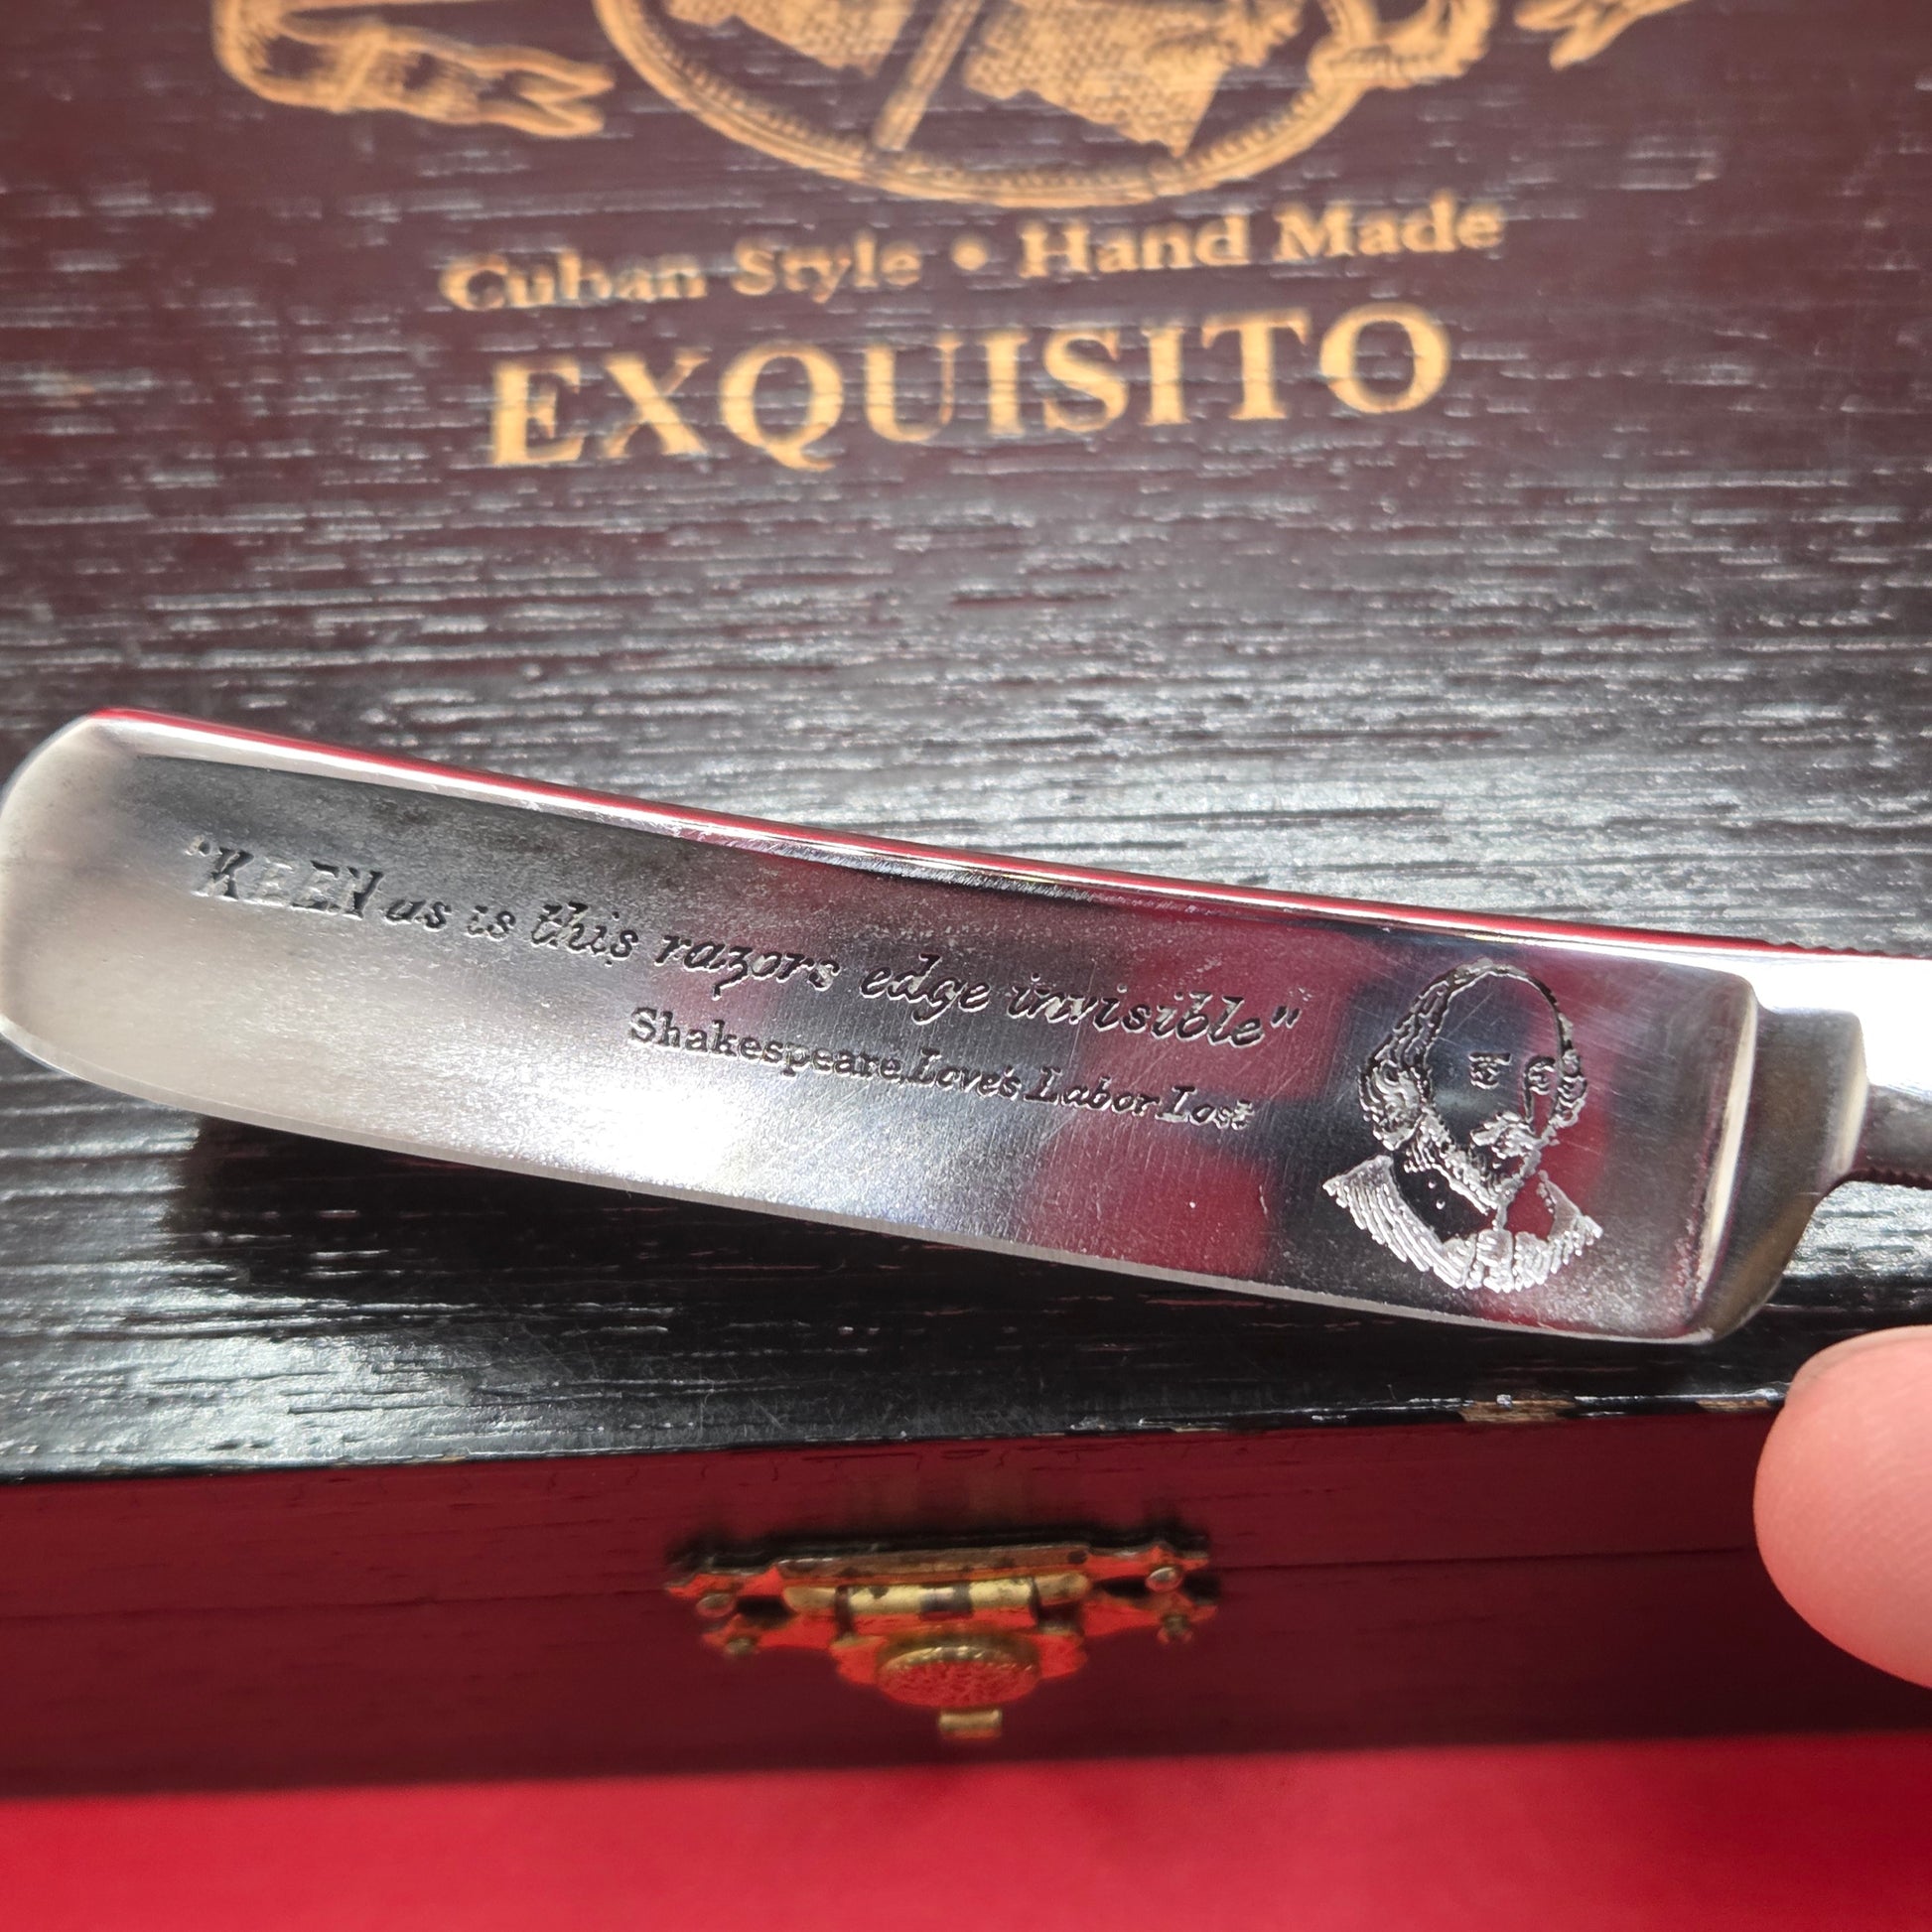 Cuban Style • Hand Made
EXQUISITO
"KEEN as is this razors edge invisible"
Shakespeare, Love's Labor Lost